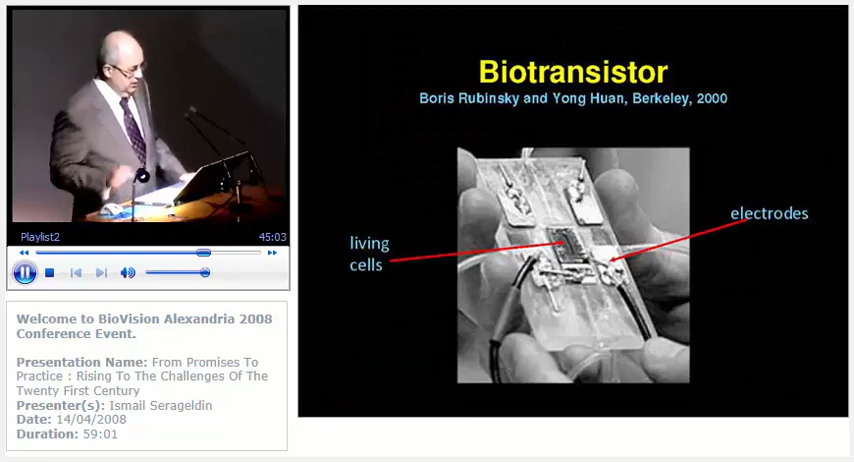 Playlist2
45:03
Welcome to BioVision Alexandria 2008
Conference Event.
Presentation Name: From Promises To
Practice : Rising To The Challenges Of The
Twenty First Century
Presenter(s): Ismail Serageldin
Date: 14/04/2008
Duration: 59:01
Biotransistor
Boris Rubinsky and Yong Huan, Berkeley, 2000
electrodes
living
cells